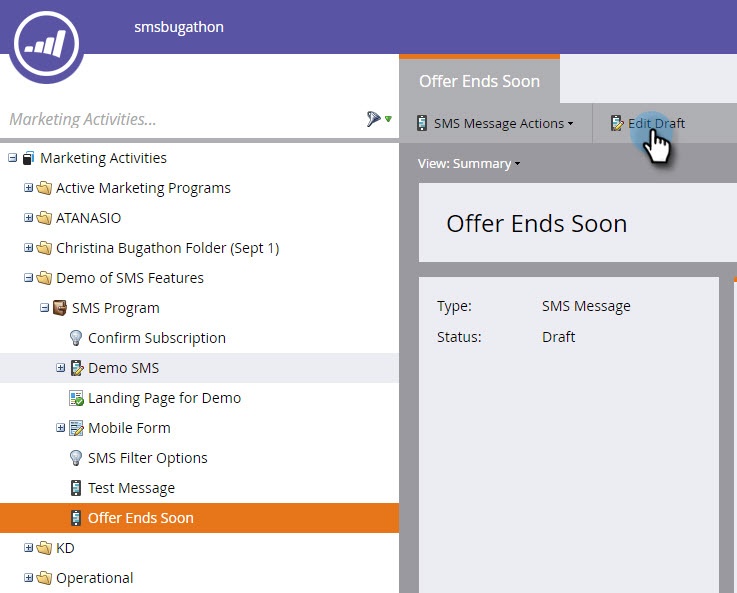 smsbugathon
Marketing Activities...
Marketing Activities
Active Marketing Programs
ATANASIO
Christina Bugathon Folder (Sept 1)
Demo of SMS Features
SMS Program
Confirm Subscription
Demo SMS
Landing Page for Demo
Mobile Form
SMS Filter Options
Test Message
Offer Ends Soon
KD
Operational
Offer Ends Soon
SMS Message Actions
Edit Draft
View: Summary
Offer Ends Soon
Type: SMS Message
Status: Draft